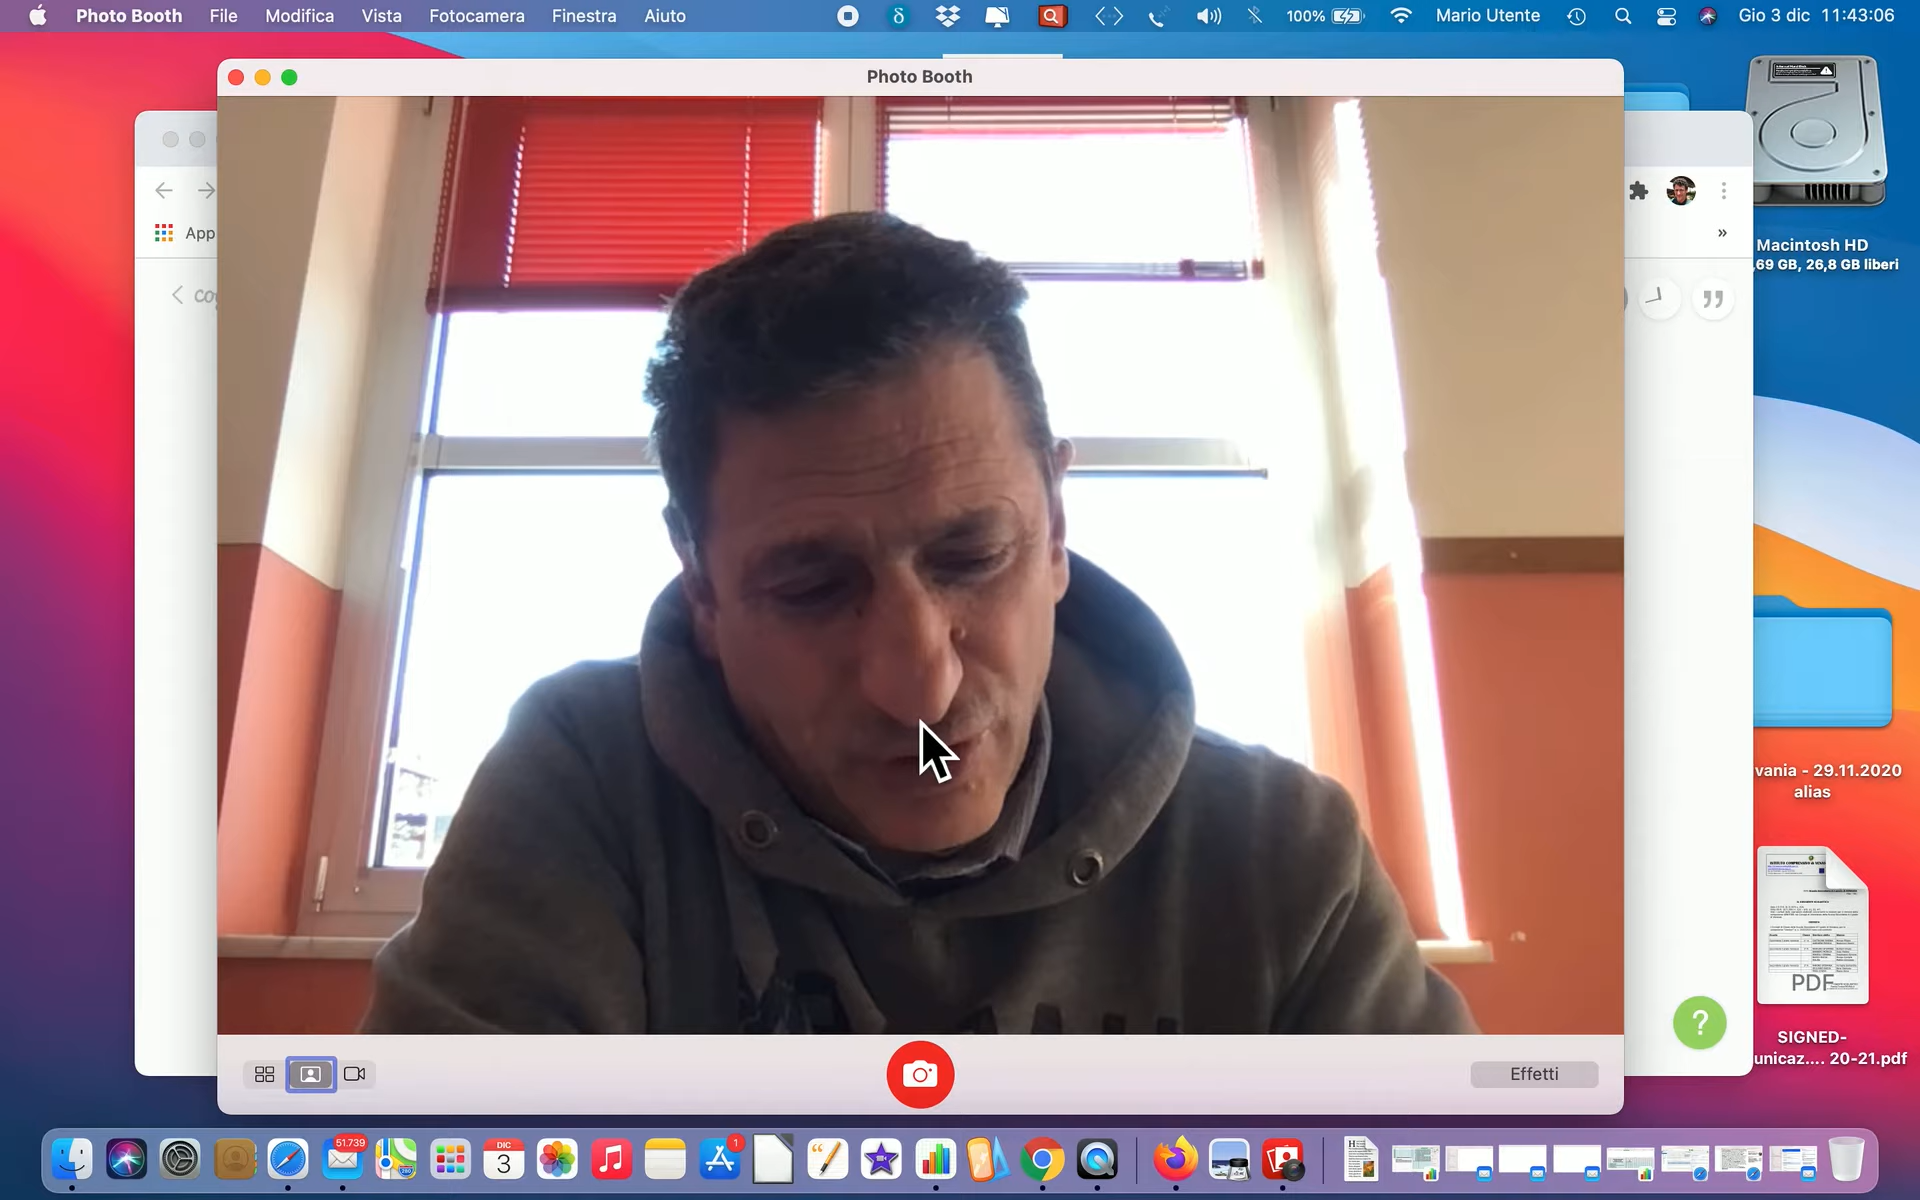 Photo Booth File Modifica Vista Fotocamera Finestra Aiuto 100% Mario Utente Gio 3 dic 11:43:06
Photo Booth
App
Macintosh HD
,69 GB, 26,8 GB liberi
vania - 29.11.2020
alias
PDF
SIGNED-
unicaz.... 20-21.pdf
?
Effetti
51.739
DIC
3
1